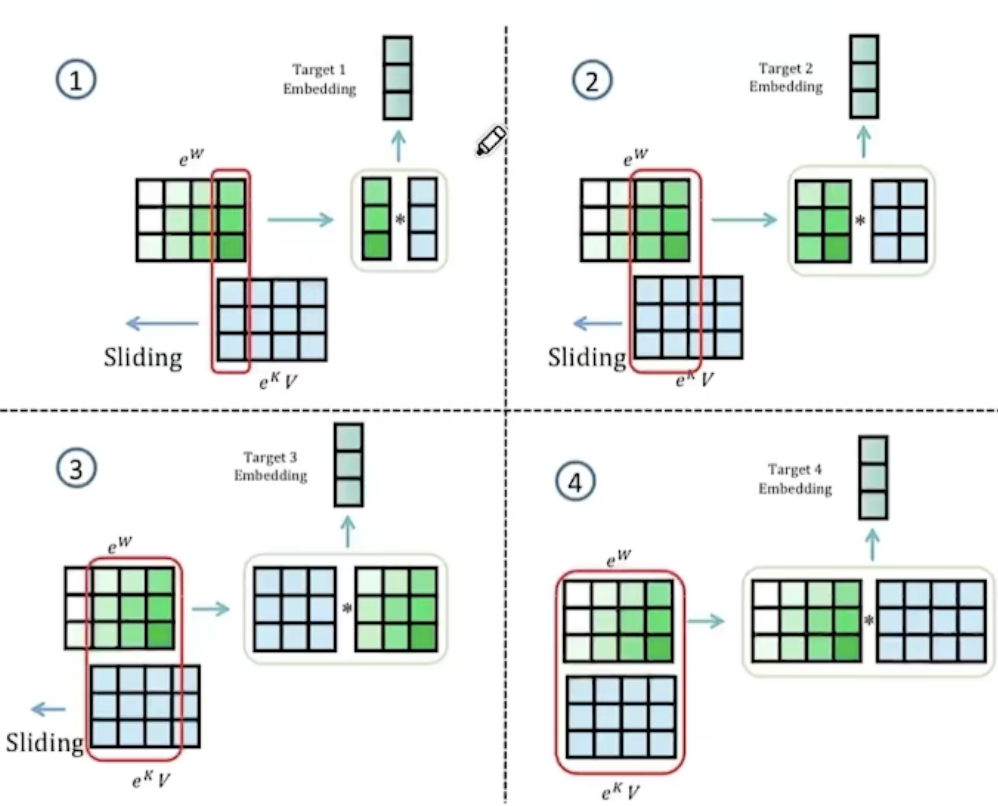 1
Target 1
Embedding
e^W
*
Sliding
e^K V
2
Target 2
Embedding
e^W
*
Sliding
e^K V
3
Target 3
Embedding
e^W
*
Sliding
e^K V
4
Target 4
Embedding
e^W
*
e^K V